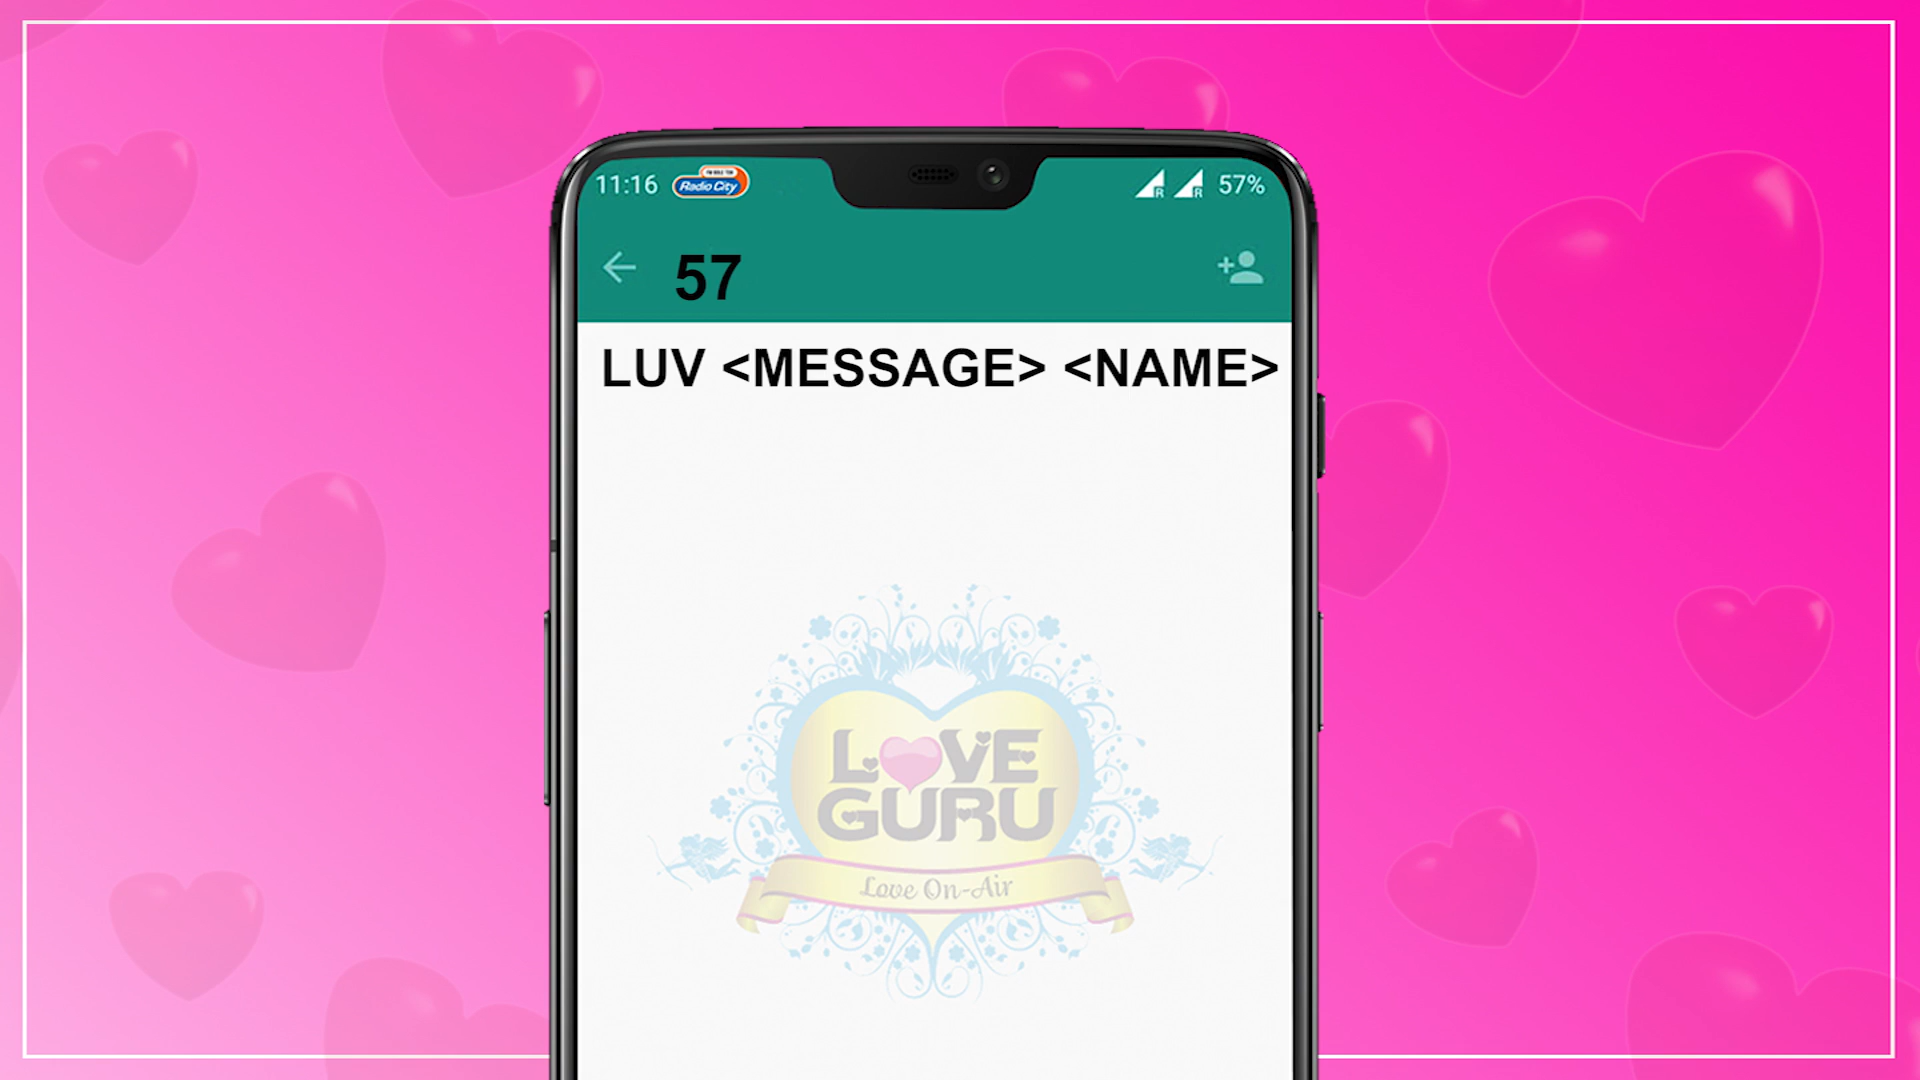 11:16 Radio City 57%
57
LUV <MESSAGE> <NAME>
LOVE
GURU
Love On-Air
R R